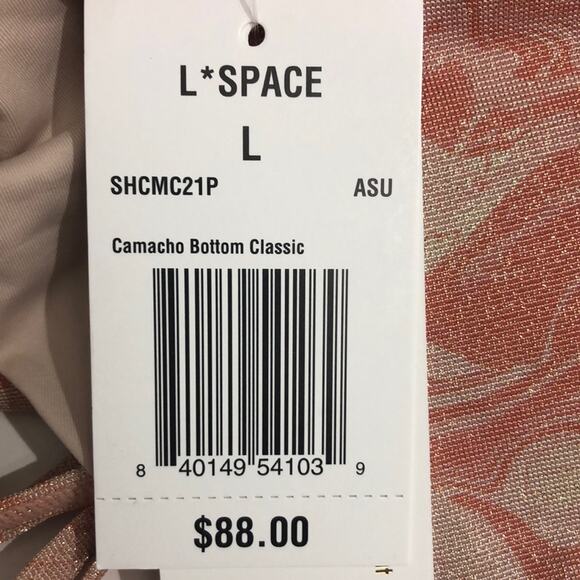 L*SPACE
L
SHCMC21P ASU
Camacho Bottom Classic
8 40149 54103 9
$88.00